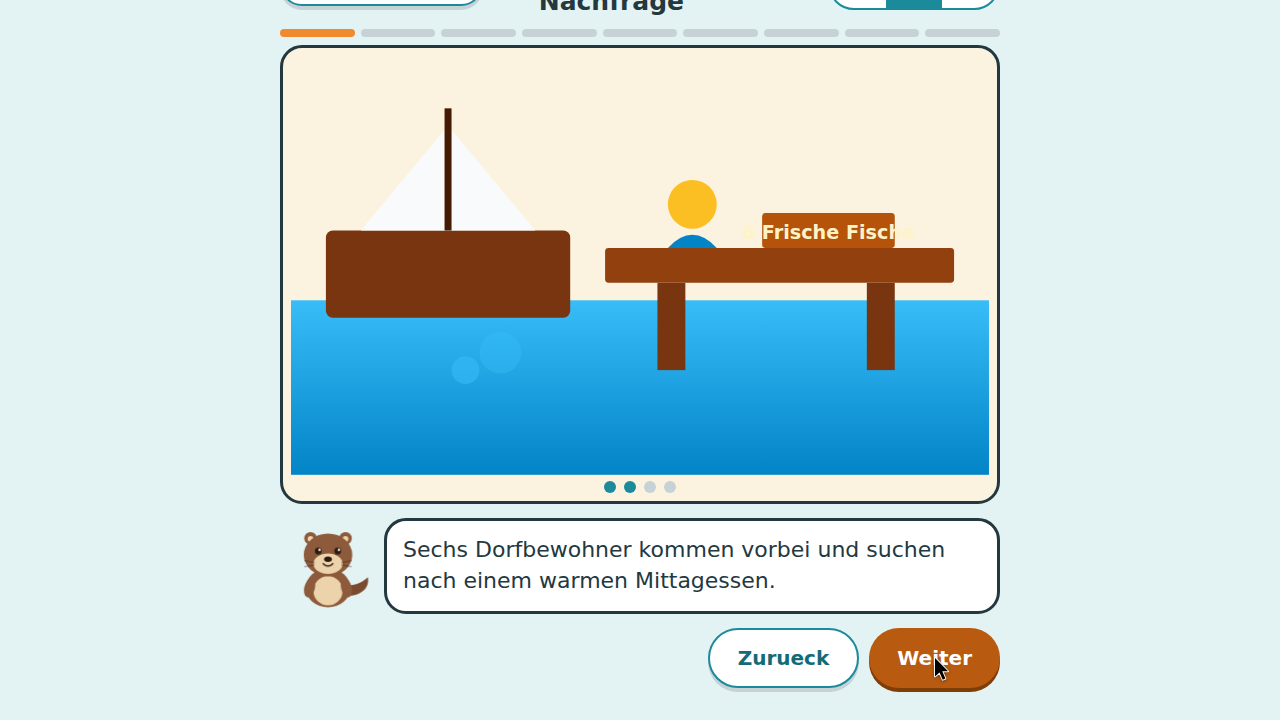 Nachfrage
Frische Fische
Sechs Dorfbewohner kommen vorbei und suchen
nach einem warmen Mittagessen.
Zurueck
Weiter